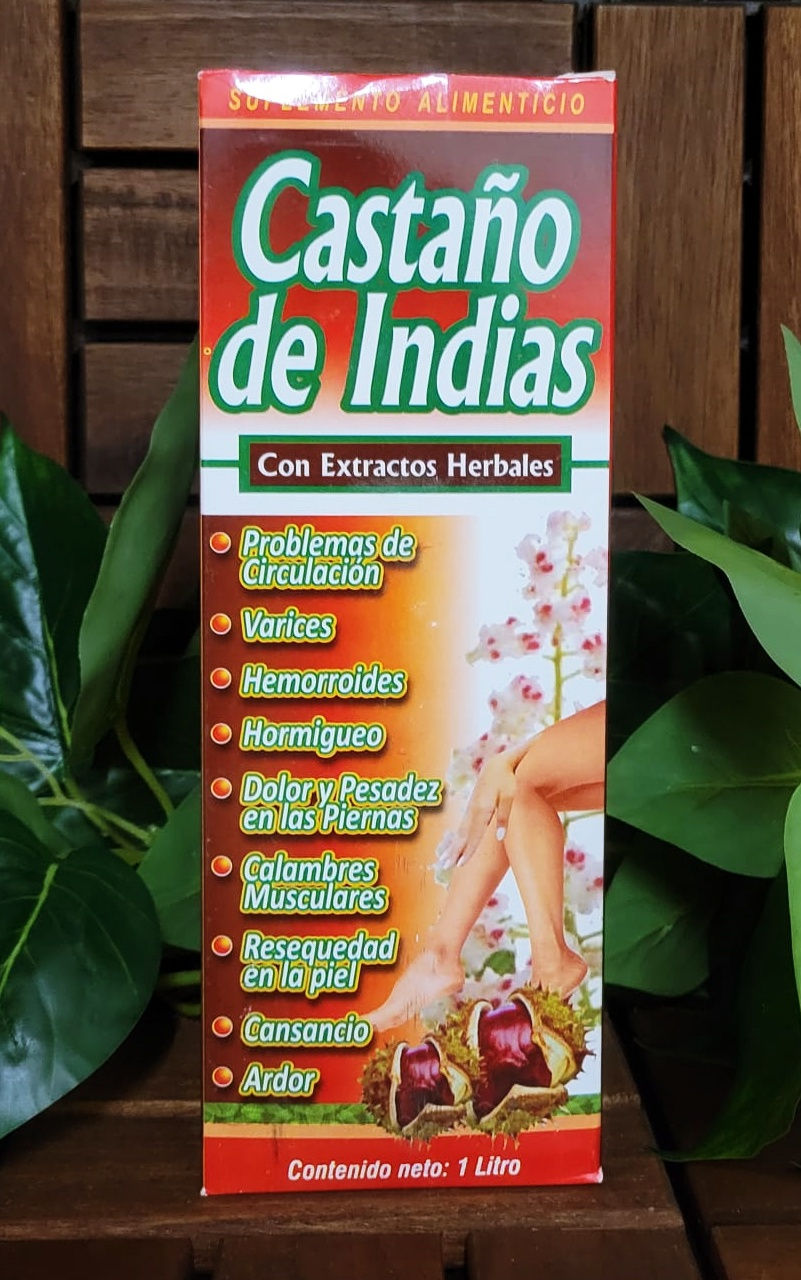 SUPLEMENTO ALIMENTICIO
Castaño
de Indias
Con Extractos Herbales
Problemas de
Circulación
Varices
Hemorroides
Hormigueo
Dolor y Pesadez
en las Piernas
Calambres
Musculares
Resequedad
en la piel
Cansancio
Ardor
Contenido neto: 1 Litro